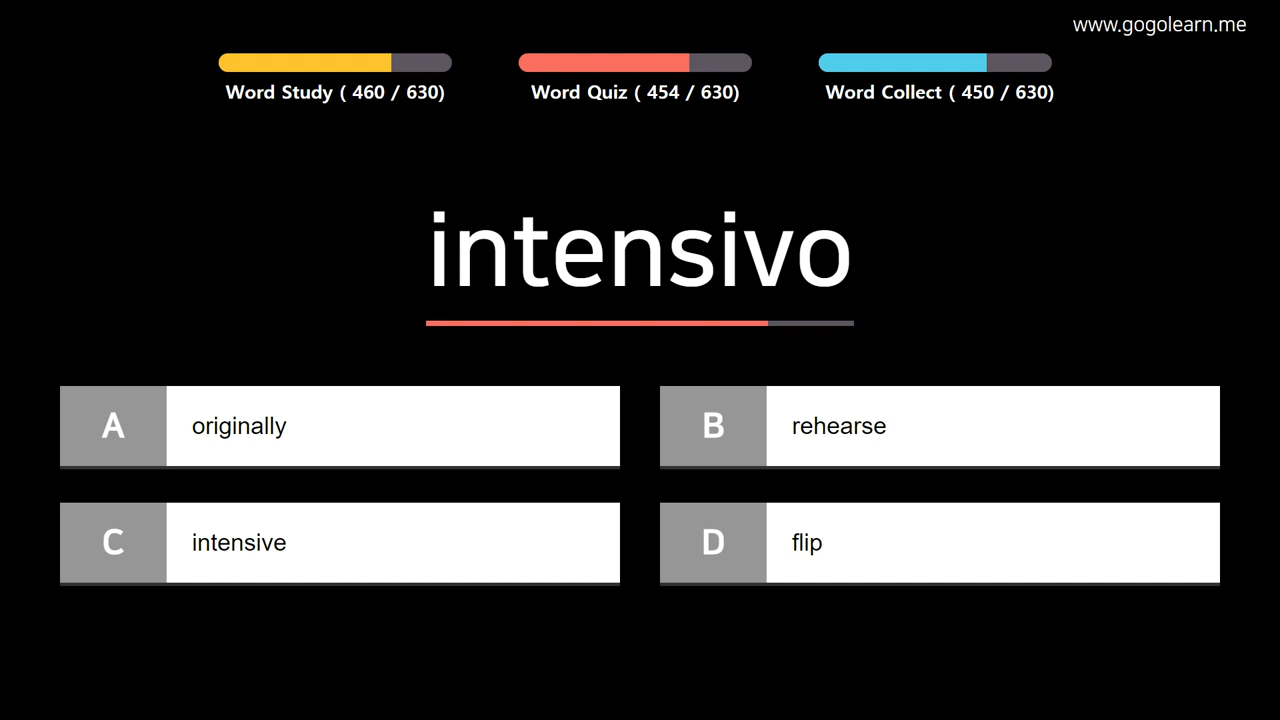 www.gogolearn.me
Word Study ( 460 / 630)
Word Quiz ( 454 / 630)
Word Collect ( 450 / 630)
intensivo
A originally
B rehearse
C intensive
D flip